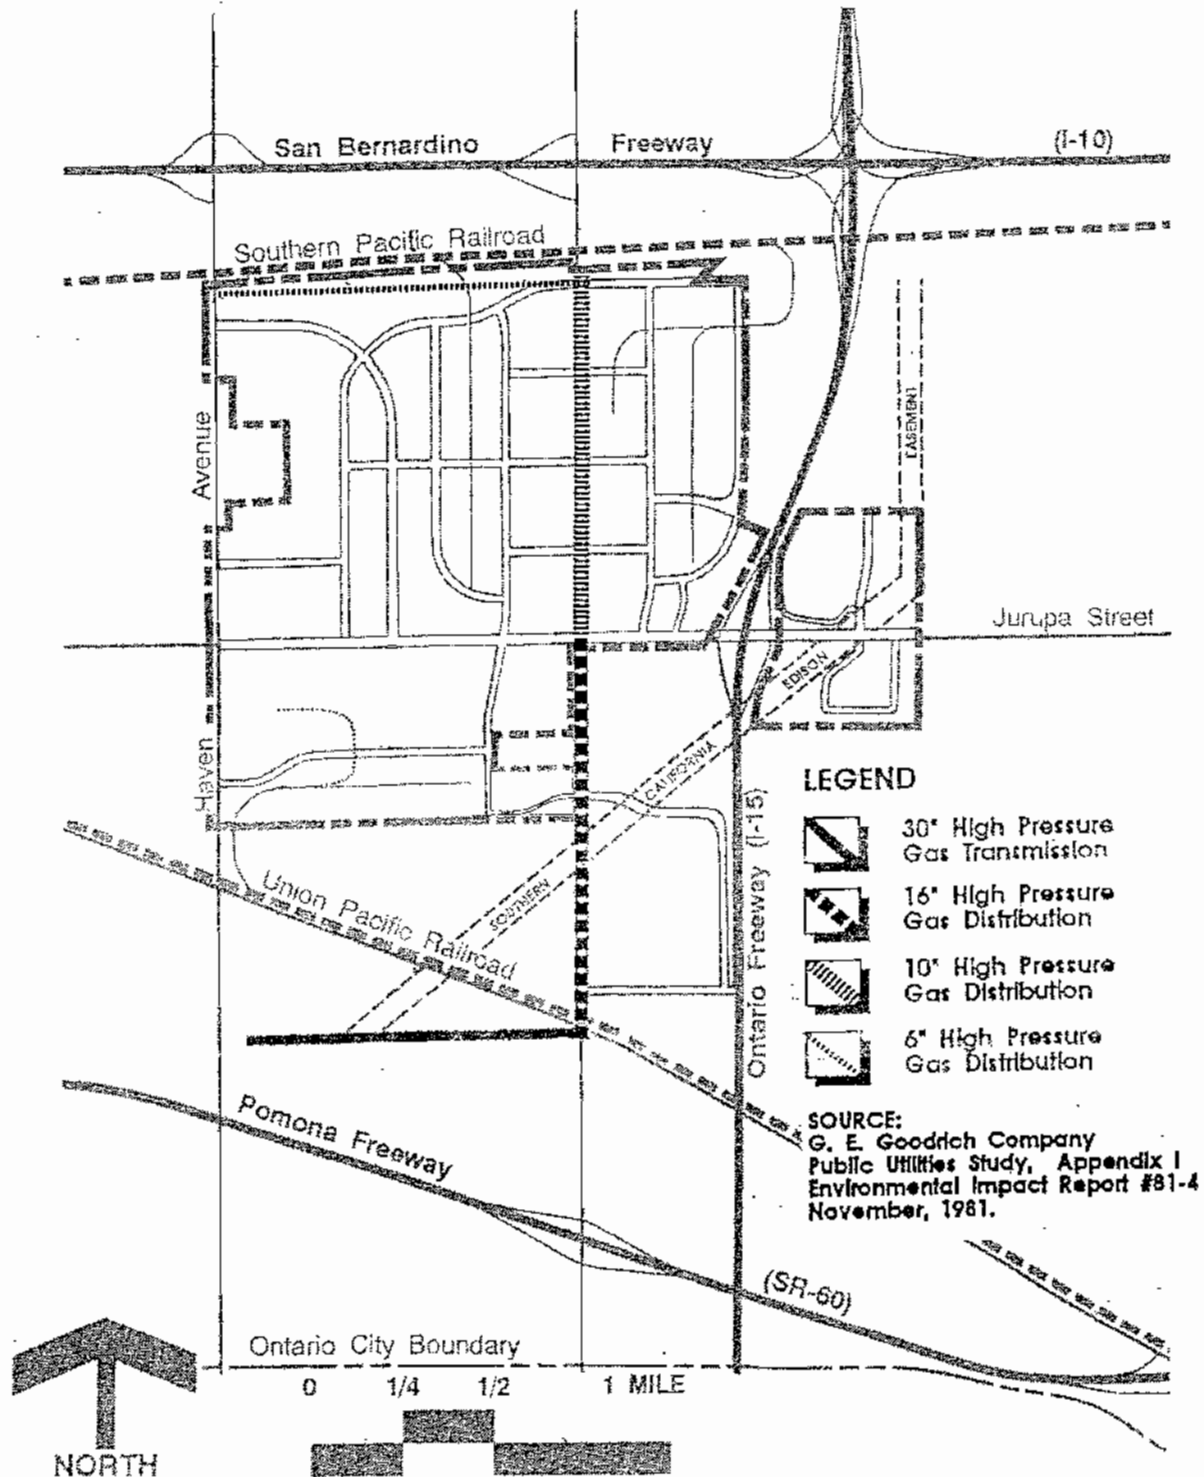 San Bernardino Freeway (I-10)
Southern Pacific Railroad
Avenue
EASEMENT
Jurupa Street
EDISON
CALIFORNIA
Haven
LEGEND
Ontario Freeway (I-15)
30" High Pressure
Gas Transmission
16" High Pressure
Gas Distribution
SOUTHERN
Union Pacific Railroad
10" High Pressure
Gas Distribution
6" High Pressure
Gas Distribution
Pomona Freeway
SOURCE:
G. E. Goodrich Company
Public Utilities Study, Appendix I
Environmental Impact Report #81-4
November, 1981.
(SR-60)
Ontario City Boundary
0 1/4 1/2 1 MILE
NORTH